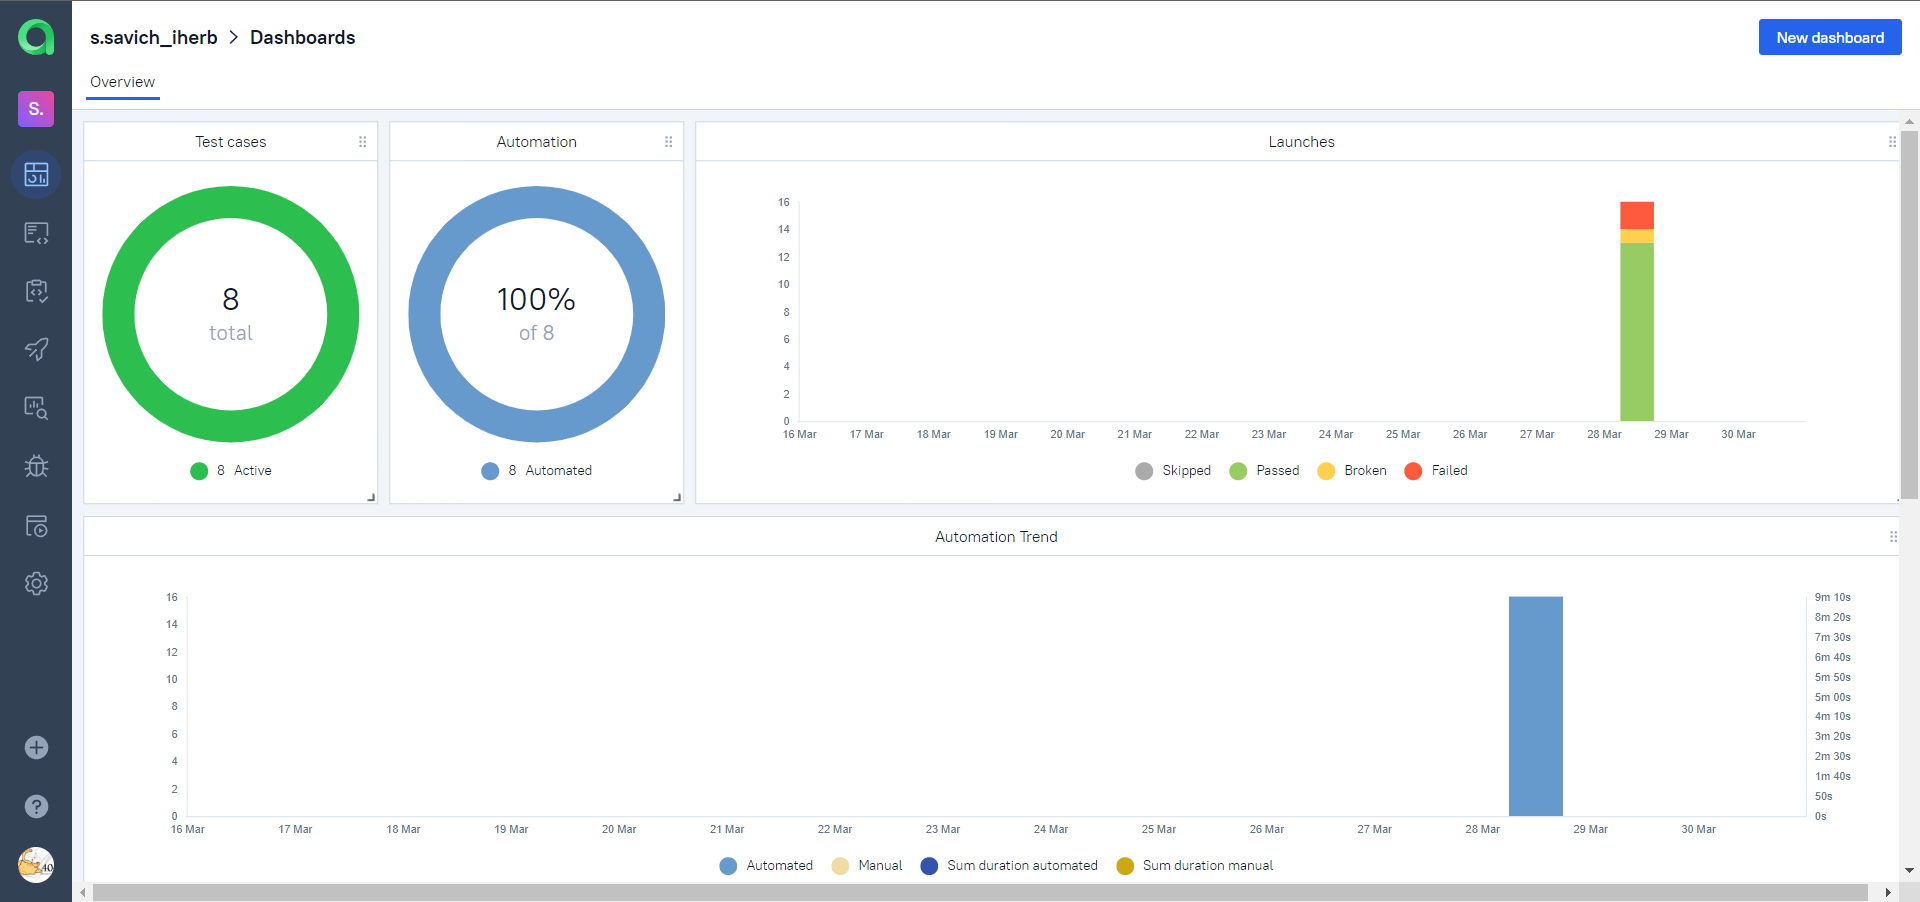 s.savich_iherb > Dashboards
New dashboard
Overview
S.
Test cases
8
total
8 Active
Automation
100%
of 8
8 Automated
Launches
16
14
12
10
8
6
4
2
0
16 Mar 17 Mar 18 Mar 19 Mar 20 Mar 21 Mar 22 Mar 23 Mar 24 Mar 25 Mar 26 Mar 27 Mar 28 Mar 29 Mar 30 Mar
Skipped Passed Broken Failed
Automation Trend
16
14
12
10
8
6
4
2
0
9m 10s
8m 20s
7m 30s
6m 40s
5m 50s
5m 00s
4m 10s
3m 20s
2m 30s
1m 40s
50s
0s
16 Mar 17 Mar 18 Mar 19 Mar 20 Mar 21 Mar 22 Mar 23 Mar 24 Mar 25 Mar 26 Mar 27 Mar 28 Mar 29 Mar 30 Mar
Automated Manual Sum duration automated Sum duration manual
?
40